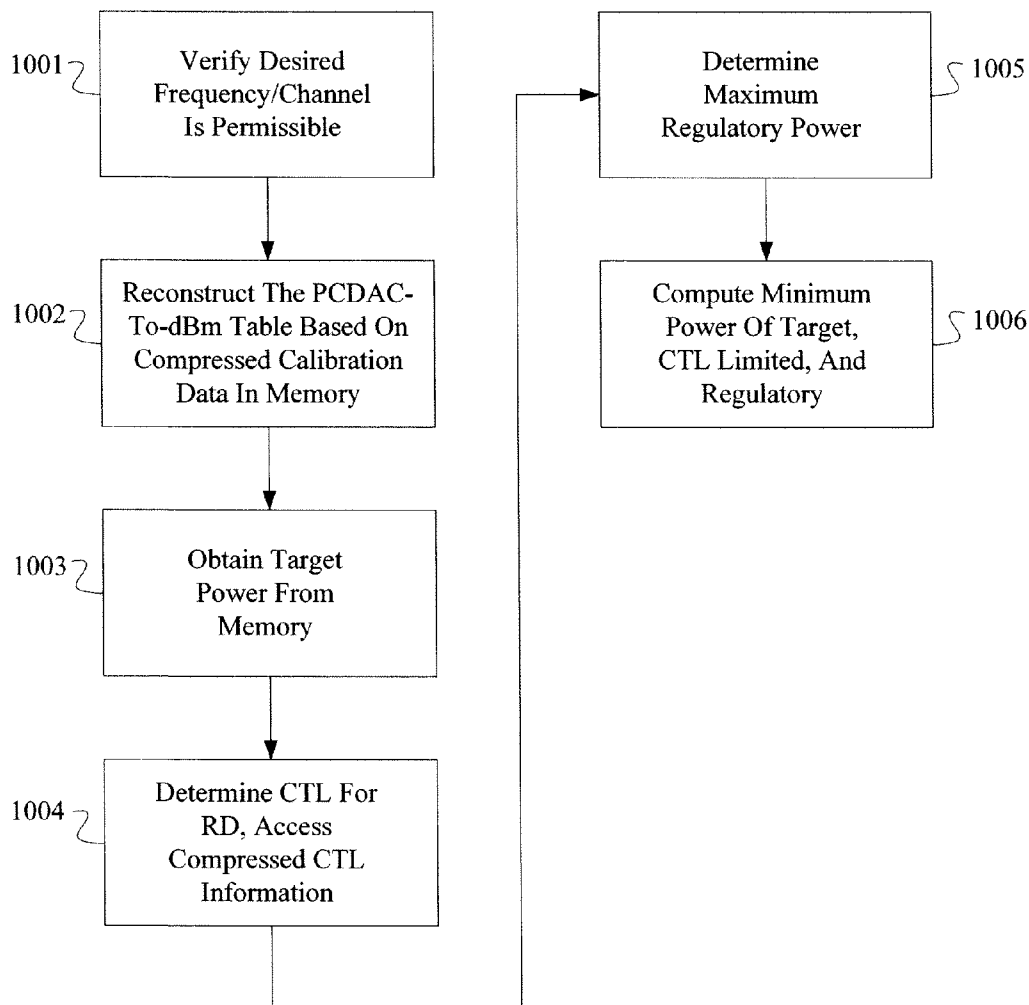 1001
Verify Desired
Frequency/Channel
Is Permissible
1002
Reconstruct The PCDAC-
To-dBm Table Based On
Compressed Calibration
Data In Memory
1003
Obtain Target
Power From
Memory
1004
Determine CTL For
RD, Access
Compressed CTL
Information
Determine
Maximum
Regulatory Power
1005
Compute Minimum
Power Of Target,
CTL Limited, And
Regulatory
1006